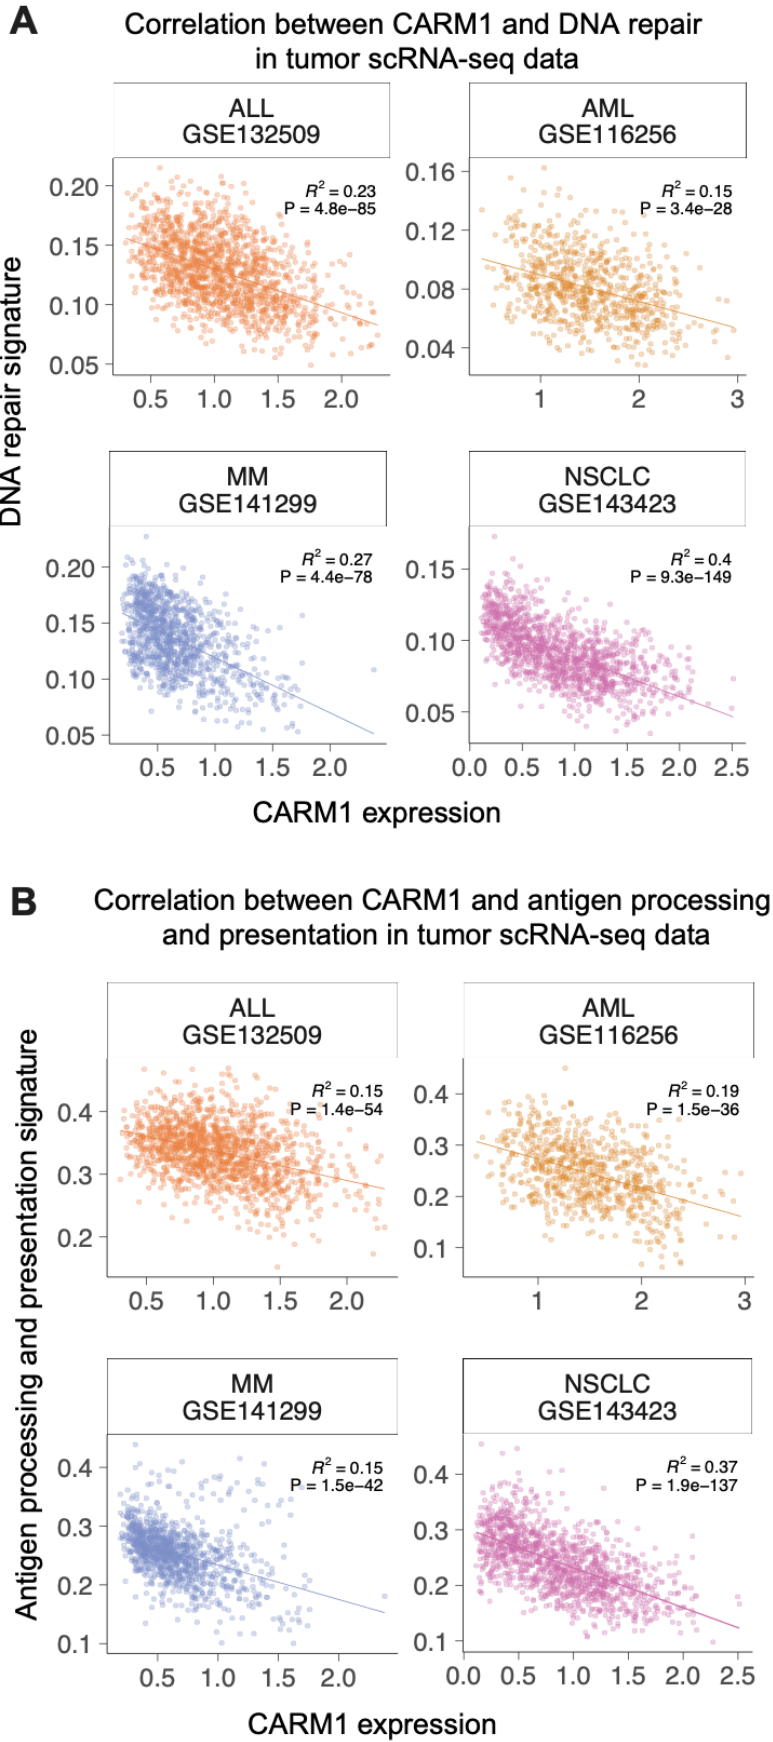 A
Correlation between CARM1 and DNA repair
in tumor scRNA-seq data
DNA repair signature
ALL
GSE132509
R² = 0.23
P = 4.8e−85
0.20
0.15
0.10
0.05
0.5 1.0 1.5 2.0
AML
GSE116256
R² = 0.15
P = 3.4e−28
0.16
0.12
0.08
0.04
1 2 3
MM
GSE141299
R² = 0.27
P = 4.4e−78
0.20
0.15
0.10
0.05
0.5 1.0 1.5 2.0
NSCLC
GSE143423
R² = 0.4
P = 9.3e−149
0.15
0.10
0.05
0.0 0.5 1.0 1.5 2.0 2.5
CARM1 expression
B
Correlation between CARM1 and antigen processing
and presentation in tumor scRNA-seq data
Antigen processing and presentation signature
ALL
GSE132509
R² = 0.15
P = 1.4e−54
0.4
0.3
0.2
0.5 1.0 1.5 2.0
AML
GSE116256
R² = 0.19
P = 1.5e−36
0.4
0.3
0.2
0.1
1 2 3
MM
GSE141299
R² = 0.15
P = 1.5e−42
0.4
0.3
0.2
0.1
0.5 1.0 1.5 2.0
NSCLC
GSE143423
R² = 0.37
P = 1.9e−137
0.4
0.3
0.2
0.1
0.0 0.5 1.0 1.5 2.0 2.5
CARM1 expression